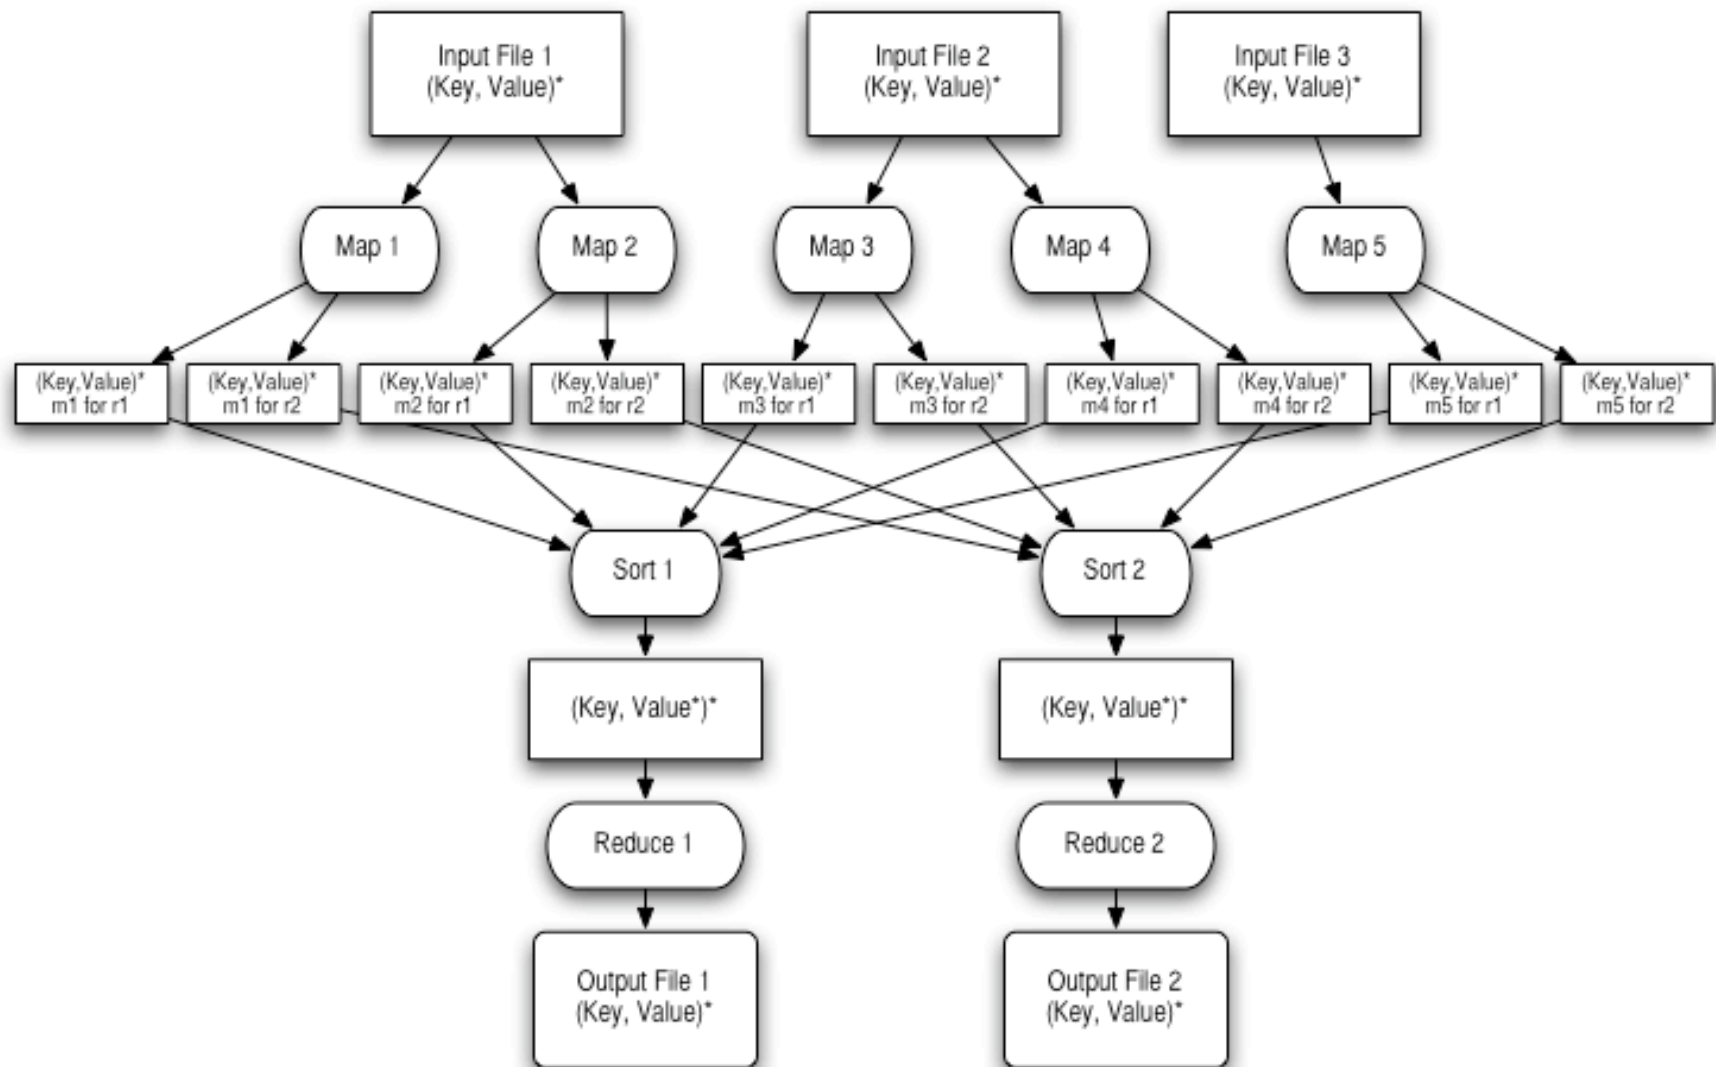 Input File 1
(Key, Value)*
Input File 2
(Key, Value)*
Input File 3
(Key, Value)*
Map 1
Map 2
Map 3
Map 4
Map 5
(Key,Value)*
m1 for r1
(Key,Value)*
m1 for r2
(Key,Value)*
m2 for r1
(Key,Value)*
m2 for r2
(Key,Value)*
m3 for r1
(Key,Value)*
m3 for r2
(Key,Value)*
m4 for r1
(Key,Value)*
m4 for r2
(Key,Value)*
m5 for r1
(Key,Value)*
m5 for r2
Sort 1
Sort 2
(Key, Value*)*
(Key, Value*)*
Reduce 1
Reduce 2
Output File 1
(Key, Value)*
Output File 2
(Key, Value)*